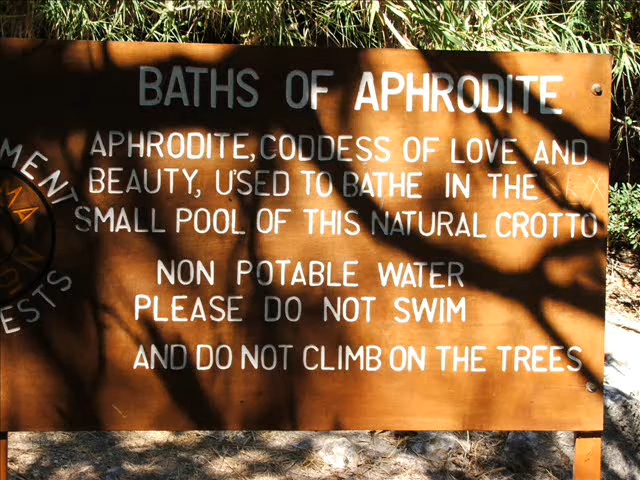 BATHS OF APHRODITE
APHRODITE, GODDESS OF LOVE AND
BEAUTY, USED TO BATHE IN THE
SMALL POOL OF THIS NATURAL GROTTO
NON POTABLE WATER
PLEASE DO NOT SWIM
AND DO NOT CLIMB ON THE TREES